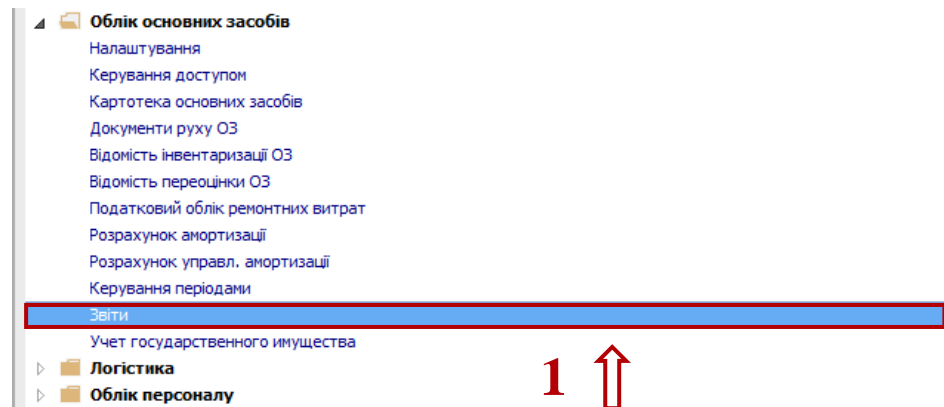 Облік основних засобів
Налаштування
Керування доступом
Картотека основних засобів
Документи руху ОЗ
Відомість інвентаризації ОЗ
Відомість переоцінки ОЗ
Податковий облік ремонтних витрат
Розрахунок амортизації
Розрахунок управл. амортизації
Керування періодами
Звіти
Учет государственного имущества
Логістика
1
Облік персоналу